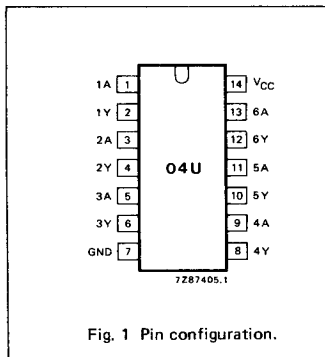 1A 1 14 VCC
1Y 2 13 6A
2A 3 12 6Y
2Y 4 04U 11 5A
3A 5 10 5Y
3Y 6 9 4A
GND 7 8 4Y
7Z87405.1
Fig. 1 Pin configuration.